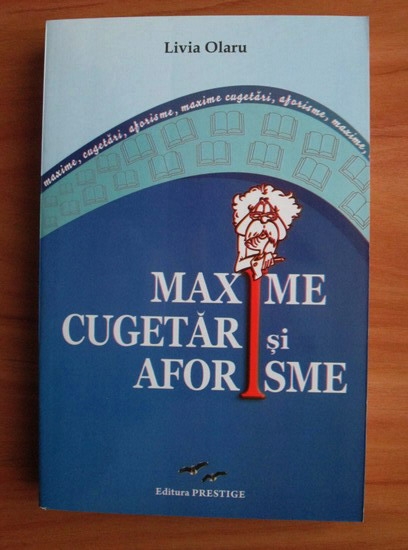 Livia Olaru
maxime, cugetări, aforisme, maxime cugetări, aforisme, maxime,
MAXIME
CUGETĂRI și
AFORISME
Editura PRESTIGE